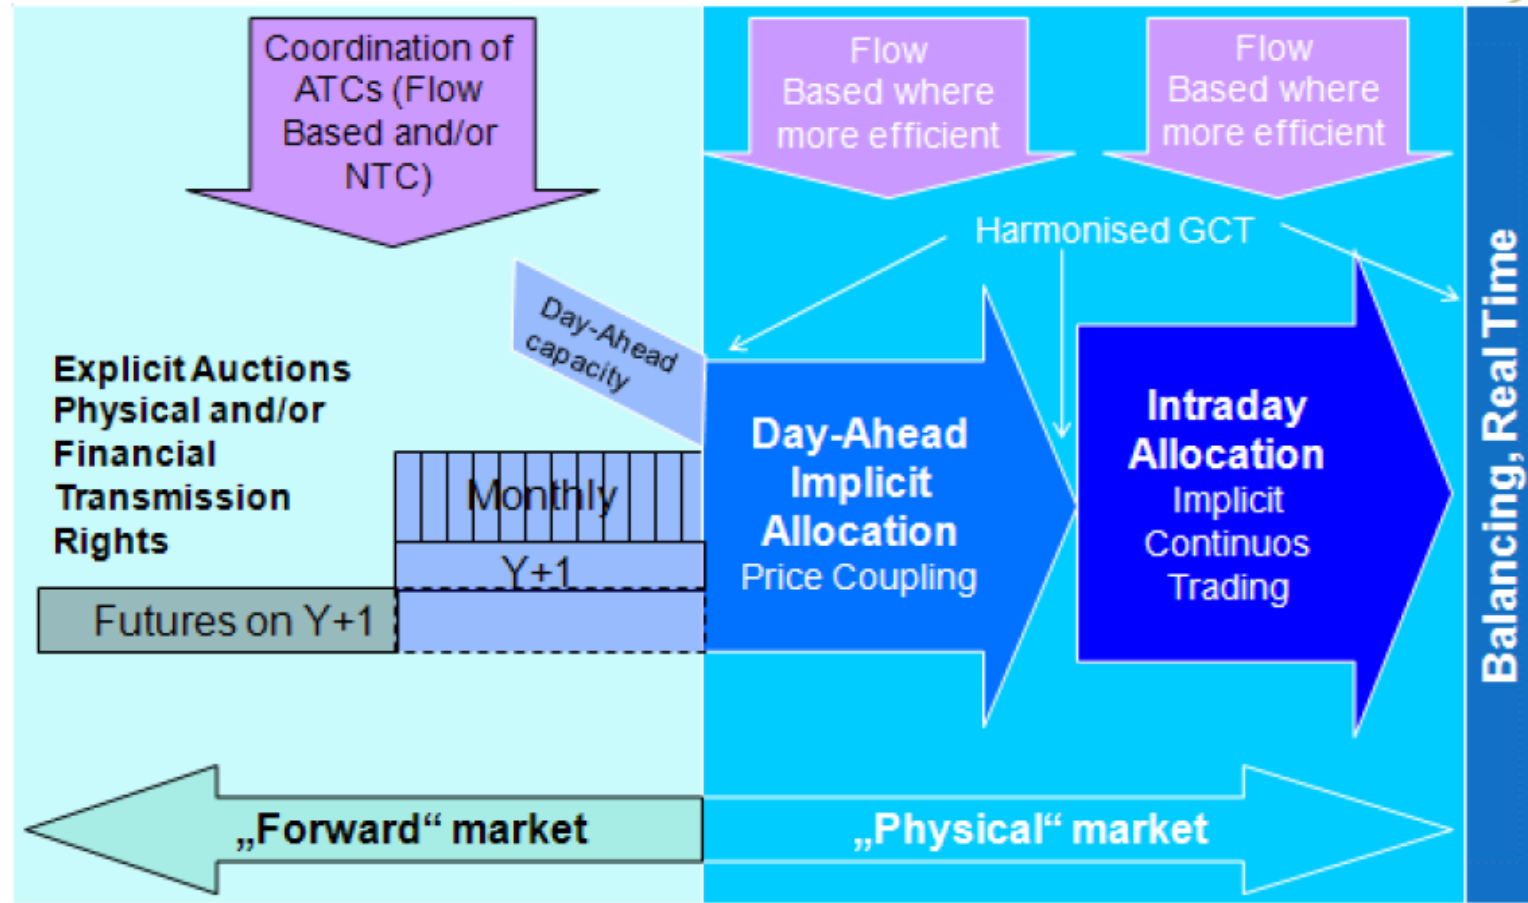 Coordination of
ATCs (Flow
Based and/or
NTC)
Flow
Based where
more efficient
Flow
Based where
more efficient
Harmonised GCT
Day-Ahead
capacity
Explicit Auctions
Physical and/or
Financial
Transmission
Rights
Monthly
Y+1
Futures on Y+1
Day-Ahead
Implicit
Allocation
Price Coupling
Intraday
Allocation
Implicit
Continuos
Trading
Balancing, Real Time
„Forward“ market
„Physical“ market